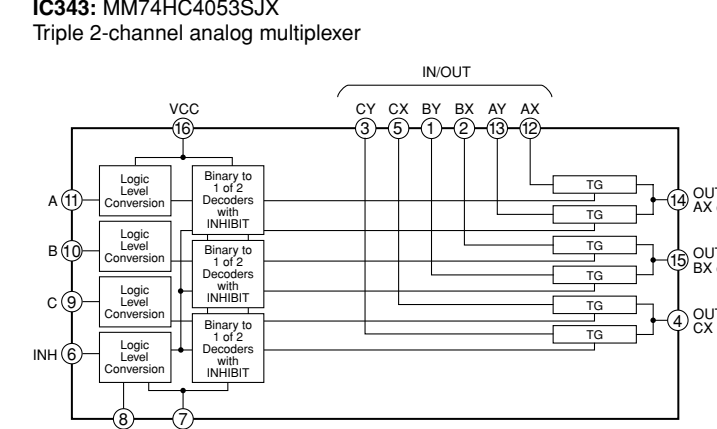 IC343: MM74HC4053SJX
Triple 2-channel analog multiplexer
IN/OUT
VCC
CY CX BY BX AY AX
16
3 5 1 2 13 12
A 11
Logic
Level
Conversion
Binary to
1 of 2
Decoders
with
INHIBIT
TG
TG
14
AX
B 10
Logic
Level
Conversion
Binary to
1 of 2
Decoders
with
INHIBIT
TG
TG
15
BX
C 9
Logic
Level
Conversion
TG
TG
4
CX
INH 6
Logic
Level
Conversion
Binary to
1 of 2
Decoders
with
INHIBIT
8
7